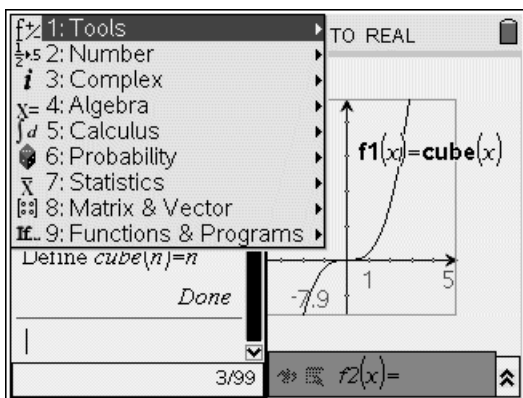 1: Tools
2: Number
3: Complex
4: Algebra
5: Calculus
6: Probability
7: Statistics
8: Matrix & Vector
9: Functions & Programs
TO REAL
f1(x)=cube(x)
Define cube(n)=n
Done
1
5
-7.9
3/99
f2(x)=